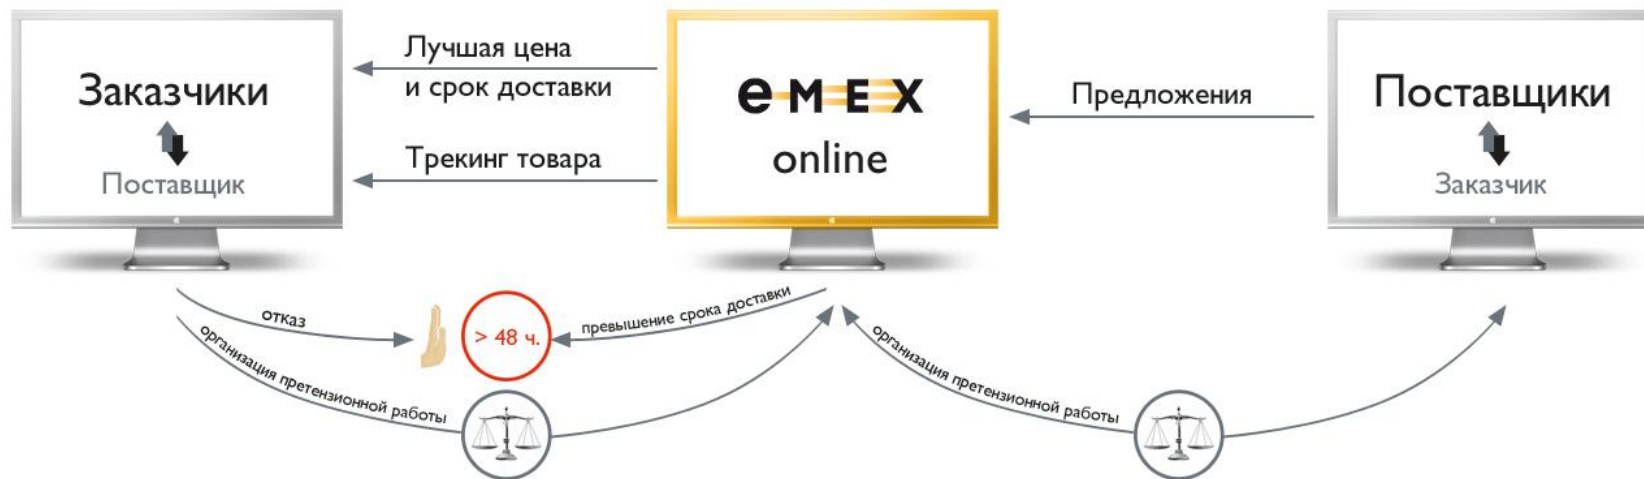 Заказчики
Поставщик
Лучшая цена
и срок доставки
Трекинг товара
e-MEX
online
Предложения
Поставщики
Заказчик
отказ
> 48 ч.
превышение срока доставки
организация претензионной работы
организация претензионной работы